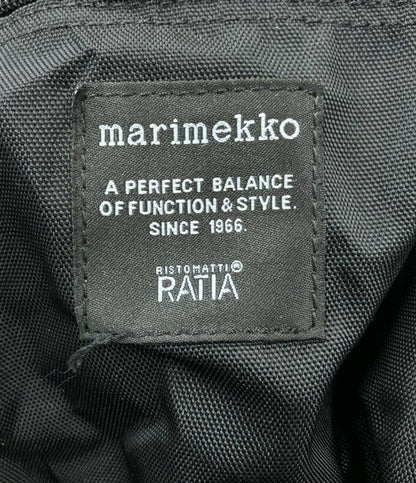 marimekko
A PERFECT BALANCE
OF FUNCTION & STYLE.
SINCE 1966.
RISTOMATTI®
RATIA